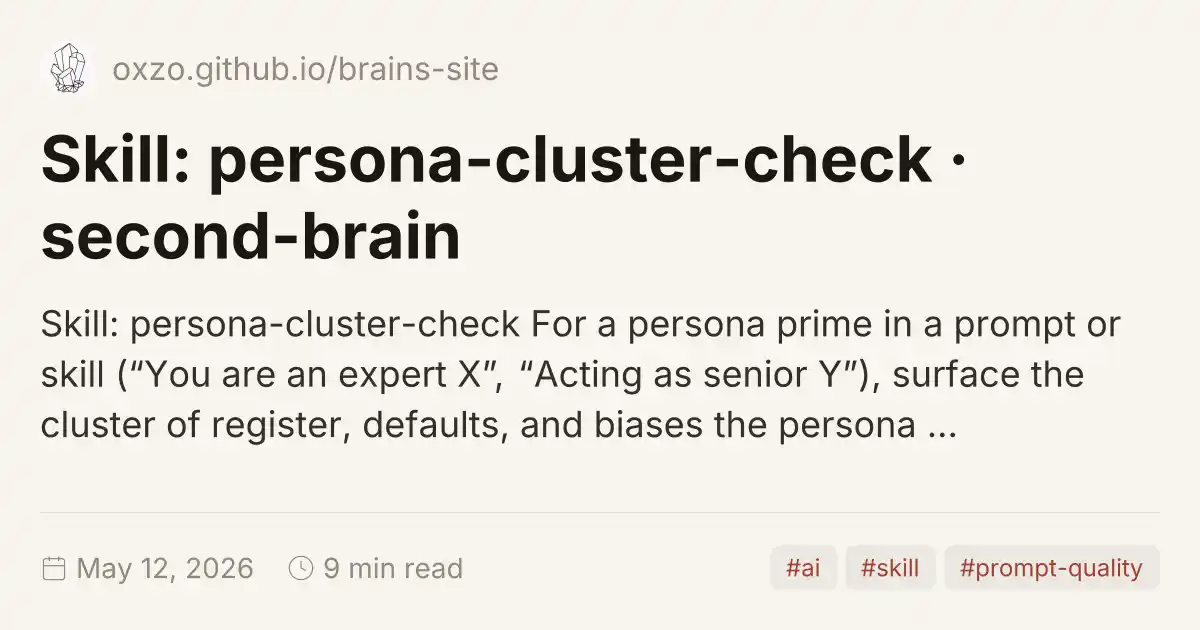 oxzo.github.io/brains-site
Skill: persona-cluster-check ·
second-brain
Skill: persona-cluster-check For a persona prime in a prompt or
skill (“You are an expert X”, “Acting as senior Y”), surface the
cluster of register, defaults, and biases the persona ...
May 12, 2026 9 min read #ai #skill #prompt-quality